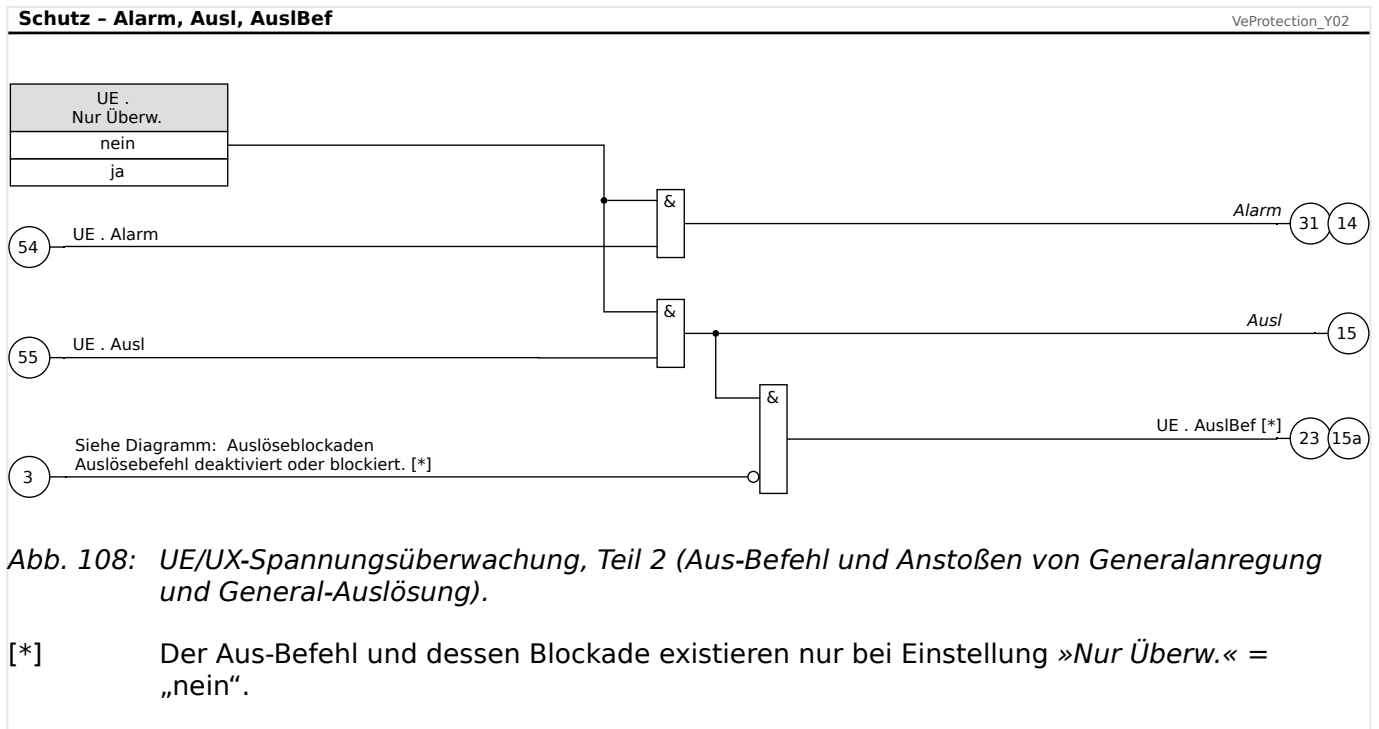 Schutz – Alarm, Ausl, AuslBef
VeProtection_Y02
UE .
Nur Überw.
nein
ja
&
Alarm
31
14
54
UE . Alarm
&
Ausl
15
55
UE . Ausl
&
UE . AuslBef [*]
23
15a
Siehe Diagramm: Auslöseblockaden
Auslösebefehl deaktiviert oder blockiert. [*]
3
Abb. 108: UE/UX-Spannungsüberwachung, Teil 2 (Aus-Befehl und Anstoßen von Generalanregung
und General-Auslösung).
[*] Der Aus-Befehl und dessen Blockade existieren nur bei Einstellung »Nur Überw.« =
„nein“.